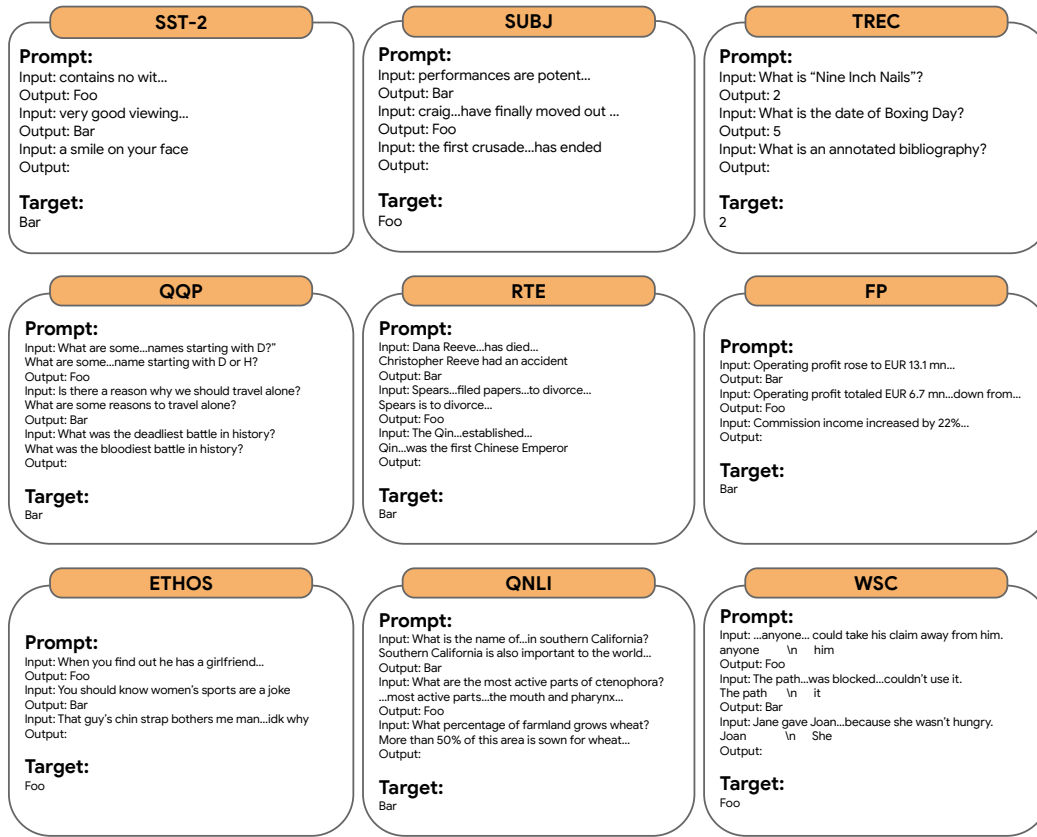 SST-2
Prompt:
Input: contains no wit...
Output: Foo
Input: very good viewing...
Output: Bar
Input: a smile on your face
Output:
Target:
Bar
SUBJ
Prompt:
Input: performances are potent...
Output: Bar
Input: craig...have finally moved out ...
Output: Foo
Input: the first crusade...has ended
Output:
Target:
Foo
TREC
Prompt:
Input: What is “Nine Inch Nails”?
Output: 2
Input: What is the date of Boxing Day?
Output: 5
Input: What is an annotated bibliography?
Output:
Target:
2
QQP
Prompt:
Input: What are some...names starting with D?”
What are some...name starting with D or H?
Output: Foo
Input: Is there a reason why we should travel alone?
What are some reasons to travel alone?
Output: Bar
Input: What was the deadliest battle in history?
What was the bloodiest battle in history?
Output:
Target:
Bar
RTE
Prompt:
Input: Dana Reeve...has died...
Christopher Reeve had an accident
Output: Bar
Input: Spears...filed papers...to divorce...
Spears is to divorce...
Output: Foo
Input: The Qin...established...
Qin...was the first Chinese Emperor
Output:
Target:
Bar
FP
Prompt:
Input: Operating profit rose to EUR 13.1 mn...
Output: Bar
Input: Operating profit totaled EUR 6.7 mn...down from...
Output: Foo
Input: Commission income increased by 22%...
Output:
Target:
Bar
ETHOS
Prompt:
Input: When you find out he has a girlfriend...
Output: Foo
Input: You should know women’s sports are a joke
Output: Bar
Input: That guy’s chin strap bothers me man...idk why
Output:
Target:
Foo
QNLI
Prompt:
Input: What is the name of...in southern California?
Southern California is also important to the world...
Output: Bar
Input: What are the most active parts of ctenophora?
...most active parts...the mouth and pharynx...
Output: Foo
Input: What percentage of farmland grows wheat?
More than 50% of this area is sown for wheat...
Output:
Target:
Bar
WSC
Prompt:
Input: ...anyone... could take his claim away from him.
anyone \n him
Output: Foo
Input: The path...was blocked...couldn’t use it.
The path \n it
Output: Bar
Input: Jane gave Joan...because she wasn’t hungry.
Joan \n She
Output:
Target:
Foo